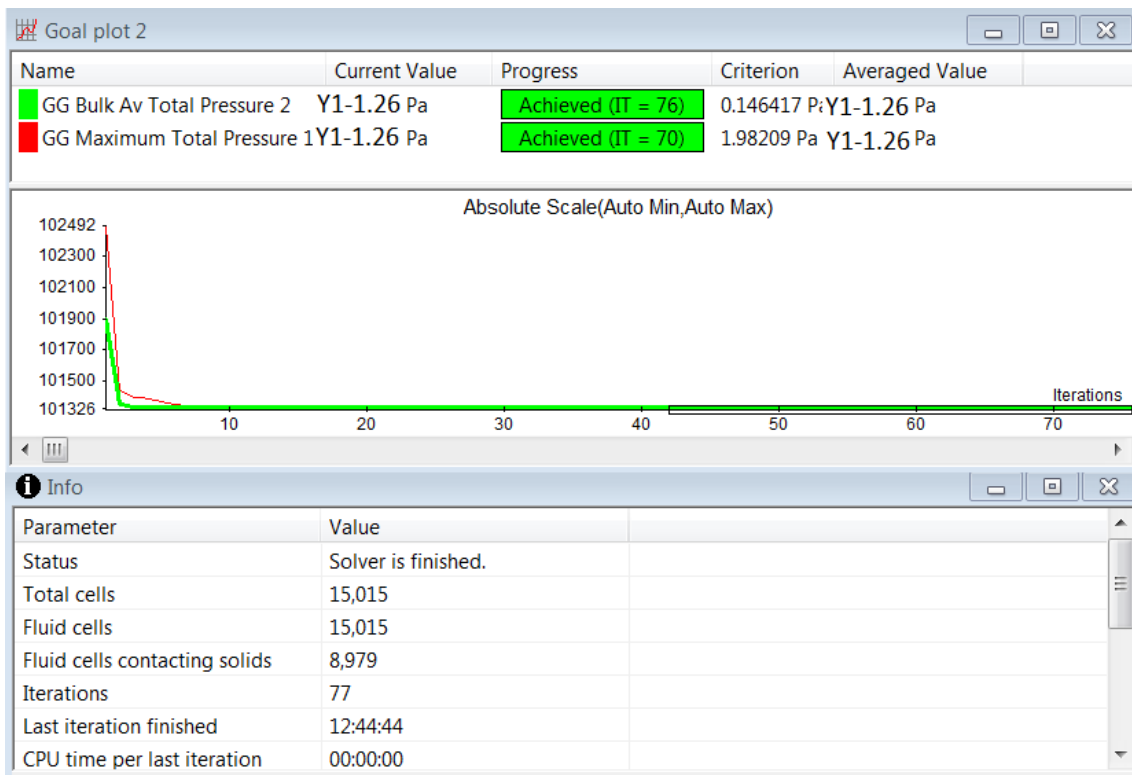 Goal plot 2
Name Current Value Progress Criterion Averaged Value
GG Bulk Av Total Pressure 2 Y1-1.26 Pa Achieved (IT = 76) 0.146417 Pa Y1-1.26 Pa
GG Maximum Total Pressure 1 Y1-1.26 Pa Achieved (IT = 70) 1.98209 Pa Y1-1.26 Pa
Absolute Scale(Auto Min,Auto Max)
102492
102300
102100
101900
101700
101500
101326
Iterations
10 20 30 40 50 60 70
Info
Parameter Value
Status Solver is finished.
Total cells 15,015
Fluid cells 15,015
Fluid cells contacting solids 8,979
Iterations 77
Last iteration finished 12:44:44
CPU time per last iteration 00:00:00